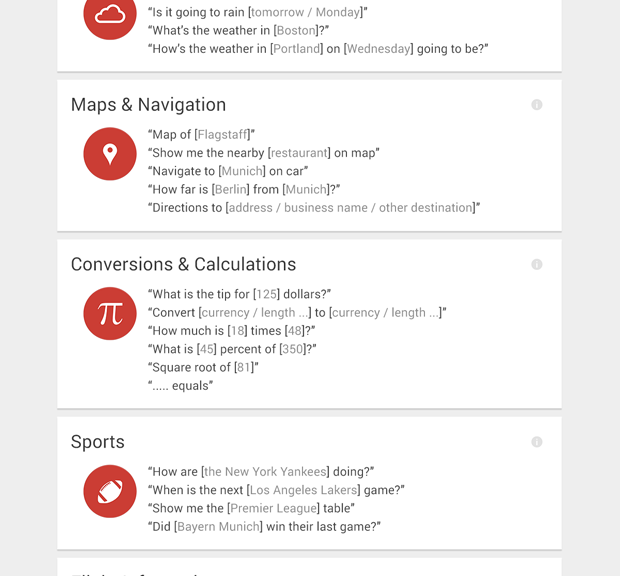 “Is it going to rain [tomorrow / Monday]”
“What’s the weather in [Boston]?”
“How’s the weather in [Portland] on [Wednesday] going to be?”
Maps & Navigation
“Map of [Flagstaff]”
“Show me the nearby [restaurant] on map”
“Navigate to [Munich] on car”
“How far is [Berlin] from [Munich]?”
“Directions to [address / business name / other destination]”
Conversions & Calculations
“What is the tip for [125] dollars?”
“Convert [currency / length ...] to [currency / length ...]”
“How much is [18] times [48]?”
“What is [45] percent of [350]?”
“Square root of [81]”
“..... equals”
π
Sports
“How are [the New York Yankees] doing?”
“When is the next [Los Angeles Lakers] game?”
“Show me the [Premier League] table”
“Did [Bayern Munich] win their last game?”